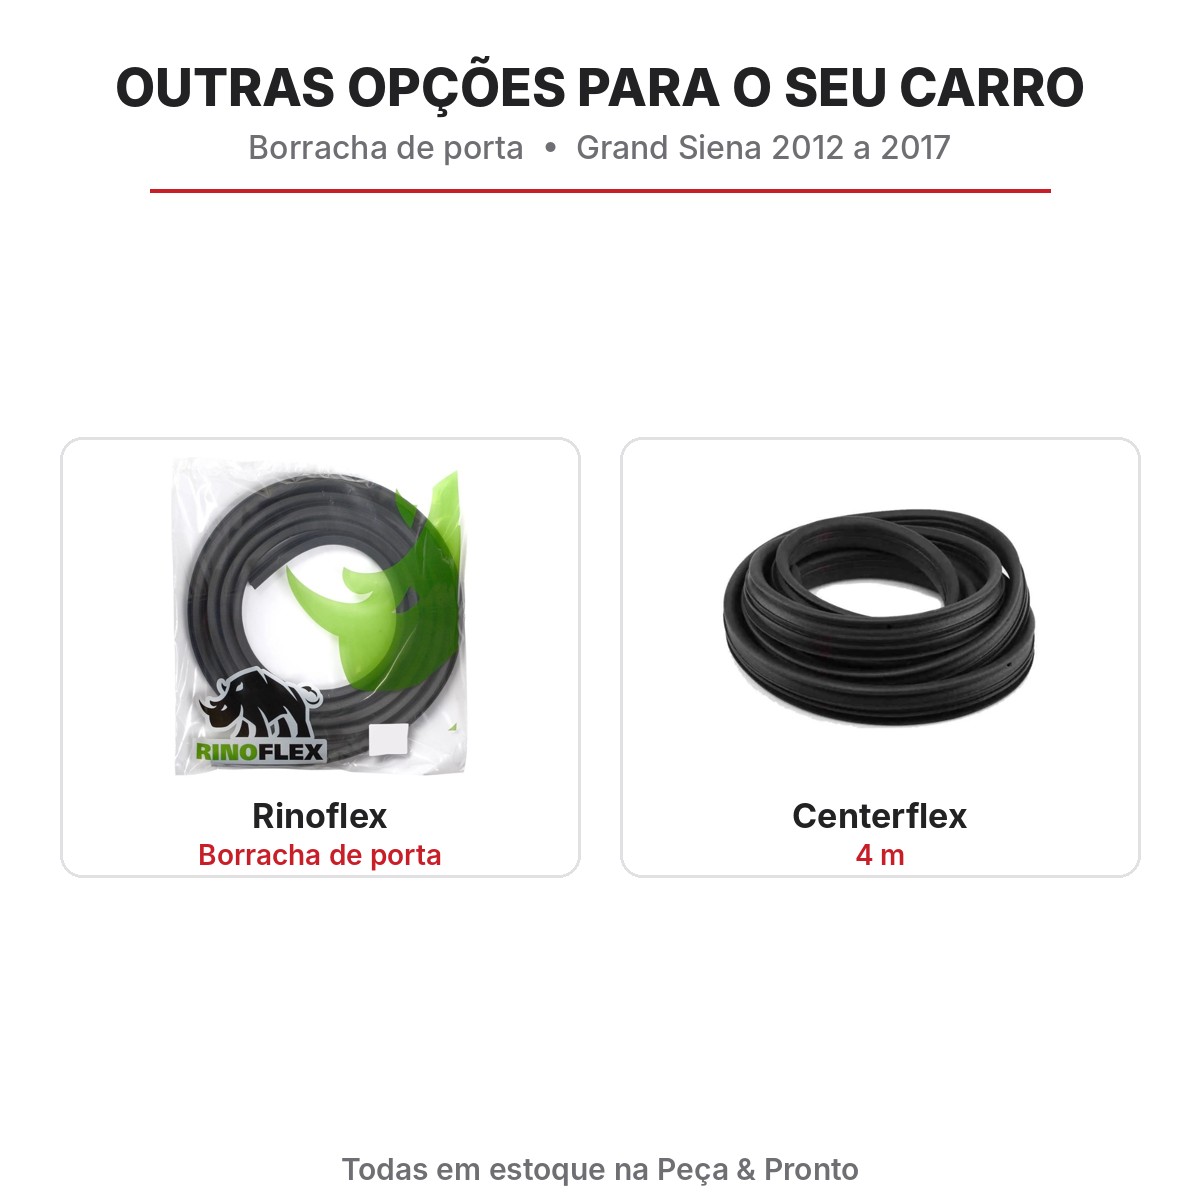 OUTRAS OPÇÕES PARA O SEU CARRO
Borracha de porta • Grand Siena 2012 a 2017
RINOFLEX
Rinoflex
Borracha de porta
Centerflex
4 m
Todas em estoque na Peça & Pronto